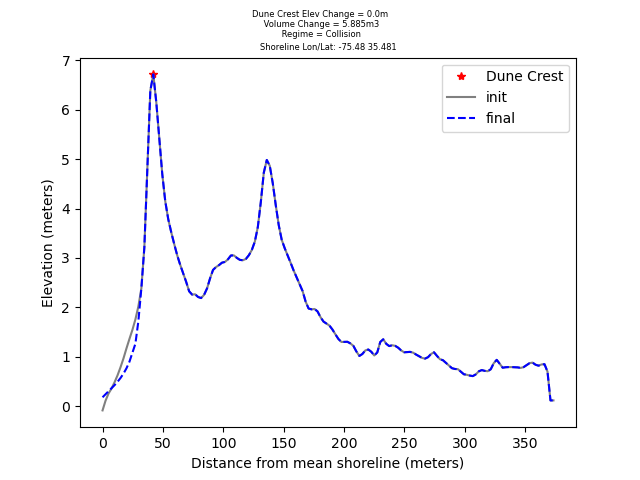 Dune Crest Elev Change = 0.0m
Volume Change = 5.885m3
Regime = Collision
Shoreline Lon/Lat: -75.48 35.481
Dune Crest
init
final
Elevation (meters)
7
6
5
4
3
2
1
0
0 50 100 150 200 250 300 350
Distance from mean shoreline (meters)